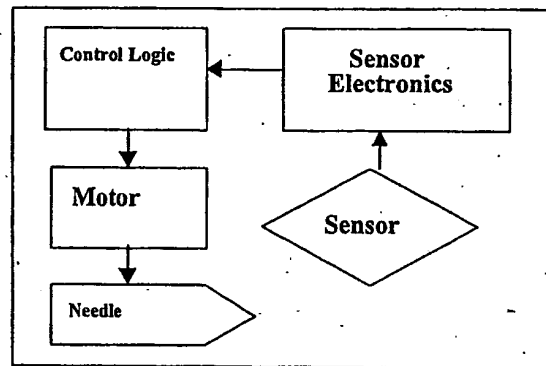 Control Logic
Sensor
Electronics
Motor
Sensor
Needle